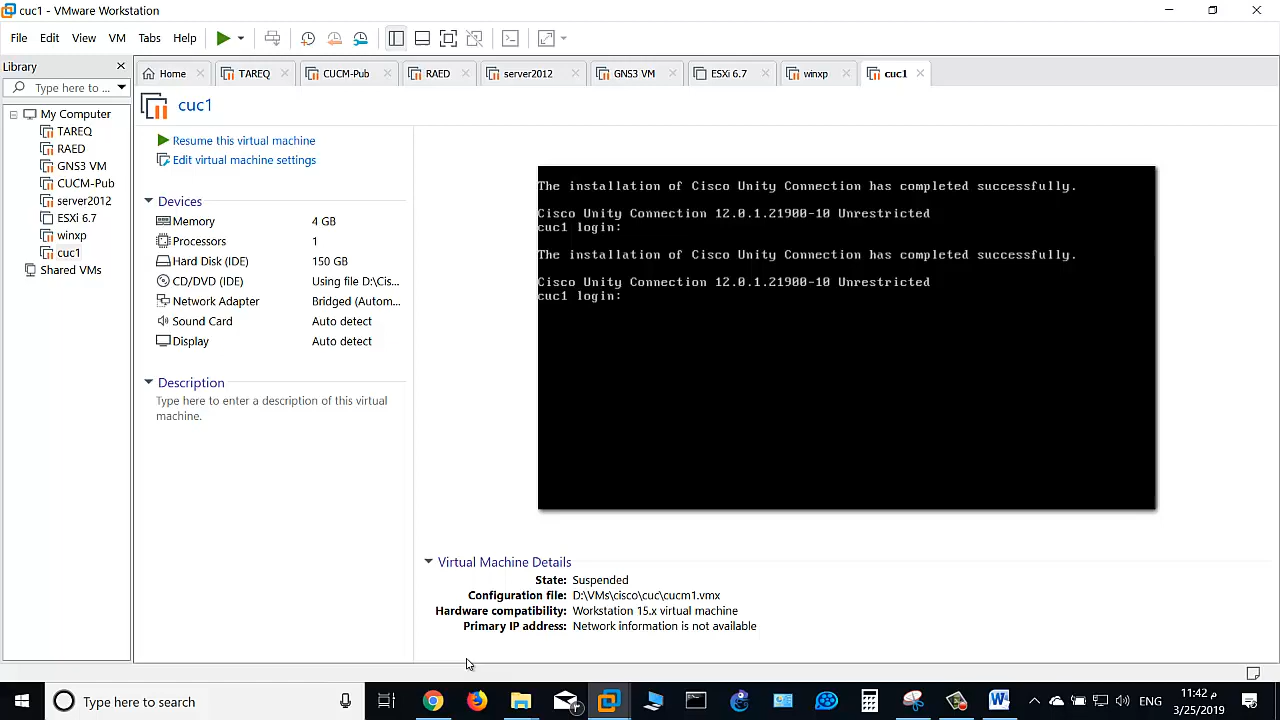 cuc1 - VMware Workstation
File Edit View VM Tabs Help
Library
Home TAREQ CUCM-Pub RAED server2012 GNS3 VM ESXi 6.7 winxp cuc1
Type here to ...
My Computer
TAREQ
RAED
GNS3 VM
CUCM-Pub
server2012
ESXi 6.7
winxp
cuc1
Shared VMs
cuc1
Resume this virtual machine
Edit virtual machine settings
Devices
Memory 4 GB
Processors 1
Hard Disk (IDE) 150 GB
CD/DVD (IDE) Using file D:\Cis...
Network Adapter Bridged (Autom...
Sound Card Auto detect
Display Auto detect
Description
Type here to enter a description of this virtual
machine.
The installation of Cisco Unity Connection has completed successfully.
Cisco Unity Connection 12.0.1.21900-10 Unrestricted
cuc1 login:
The installation of Cisco Unity Connection has completed successfully.
Cisco Unity Connection 12.0.1.21900-10 Unrestricted
cuc1 login:
Virtual Machine Details
State: Suspended
Configuration file: D:\VMs\cisco\cuc\cucm1.vmx
Hardware compatibility: Workstation 15.x virtual machine
Primary IP address: Network information is not available
Type here to search
ENG
11:42 م
3/25/2019